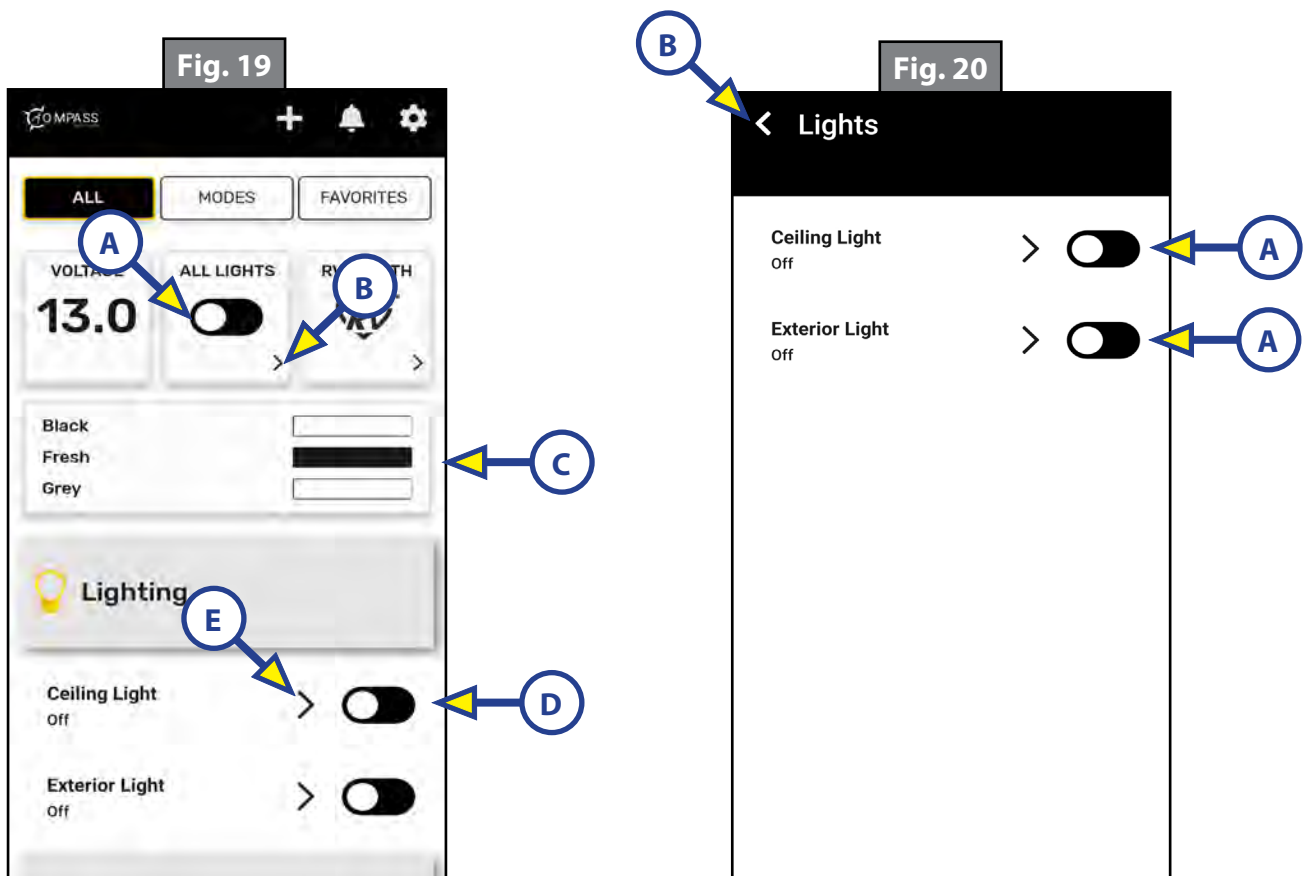 Fig. 19
COMPASS
ALL MODES FAVORITES
A
VOLTAGE ALL LIGHTS
B
13.0
Black
Fresh
Grey
C
Lighting
E
Ceiling Light
Off
D
Exterior Light
Off
B
Fig. 20
Lights
Ceiling Light
Off
A
Exterior Light
Off
A